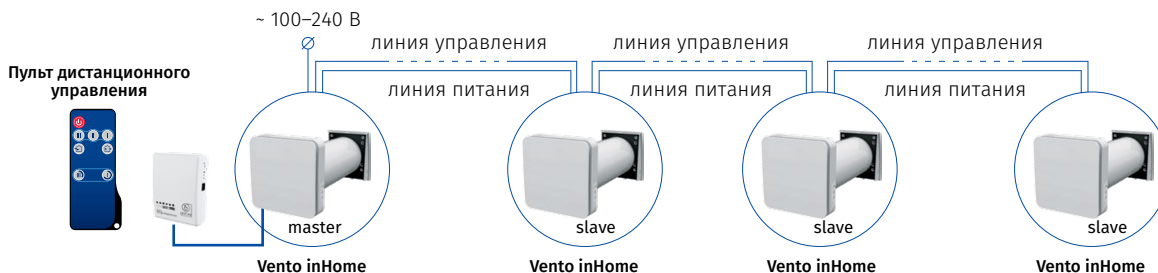 ~ 100–240 В
линия управления
линия управления
линия управления
Пульт дистанционного
управления
линия питания
линия питания
линия питания
master
slave
slave
slave
Vento inHome
Vento inHome
Vento inHome
Vento inHome